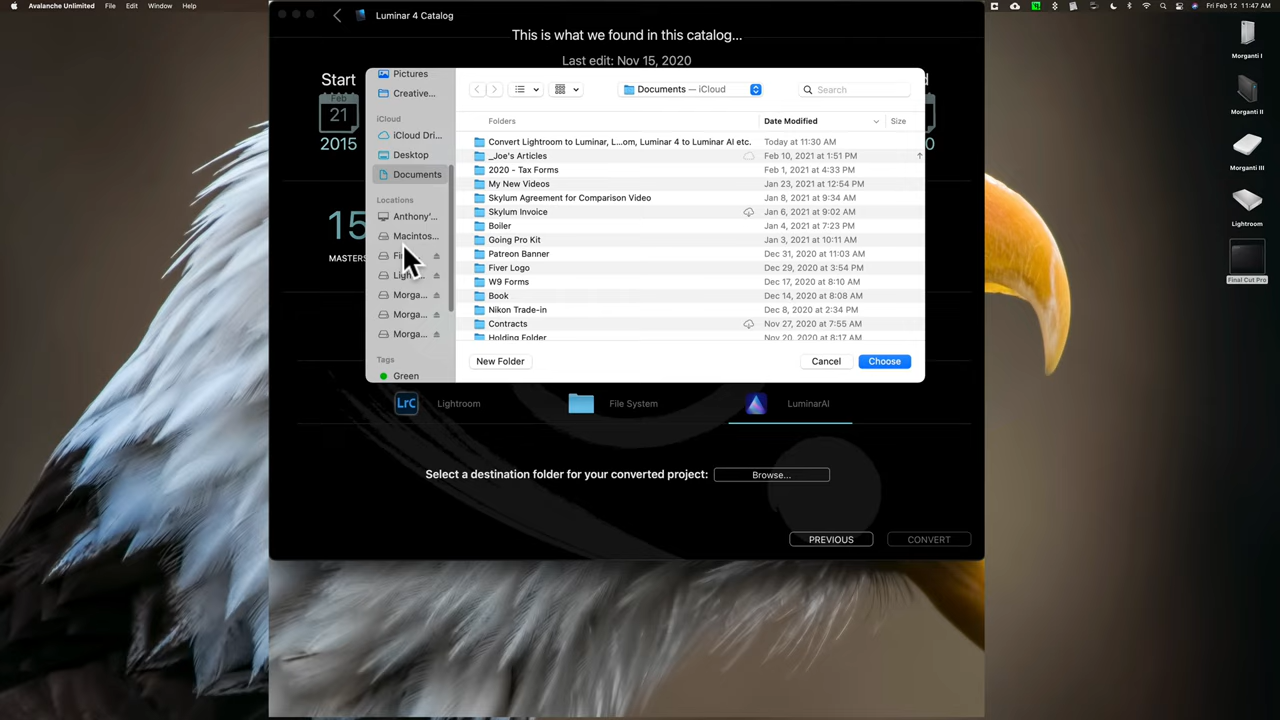 Avalanche Unlimited File Edit Window Help
Fri Feb 12 11:47 AM
Luminar 4 Catalog
This is what we found in this catalog...
Last edit: Nov 15, 2020
Start
Feb
21
2015
15
MASTERS
Pictures
Creative...
iCloud
iCloud Dri...
Desktop
Documents
Locations
Anthony'...
Macintos...
Morga...
Morga...
Morga...
Tags
Green
Documents — iCloud
Search
Folders Date Modified Size
Convert Lightroom to Luminar, L...om, Luminar 4 to Luminar AI etc. Today at 11:30 AM
_Joe's Articles Feb 10, 2021 at 1:51 PM
2020 - Tax Forms Feb 1, 2021 at 4:33 PM
My New Videos Jan 23, 2021 at 12:54 PM
Skylum Agreement for Comparison Video Jan 8, 2021 at 9:34 AM
Skylum Invoice Jan 6, 2021 at 9:02 AM
Boiler Jan 4, 2021 at 7:23 PM
Going Pro Kit Jan 3, 2021 at 10:11 AM
Patreon Banner Dec 31, 2020 at 11:03 AM
Fiver Logo Dec 29, 2020 at 3:54 PM
W9 Forms Dec 17, 2020 at 8:10 AM
Book Dec 14, 2020 at 8:08 AM
Nikon Trade-in Dec 8, 2020 at 2:34 PM
Contracts Nov 27, 2020 at 7:55 AM
Holding Folder Nov 20, 2020 at 8:17 AM
New Folder Cancel Choose
LrC Lightroom File System LuminarAI
Select a destination folder for your converted project: Browse...
PREVIOUS CONVERT
Morganti I
Morganti II
Morganti III
Lightroom
Final Cut Pro